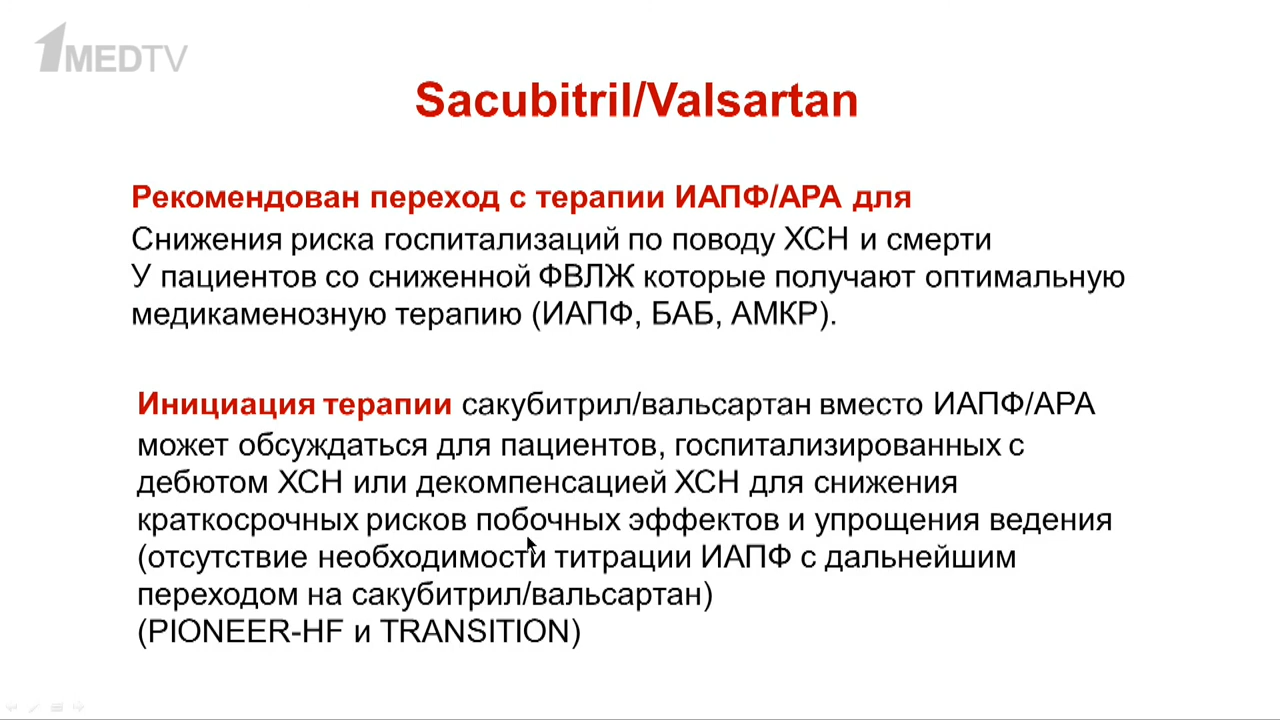 1MEDTV
Sacubitril/Valsartan
Рекомендован переход с терапии ИАПФ/АРА для
Снижения риска госпитализаций по поводу ХСН и смерти
У пациентов со сниженной ФВЛЖ которые получают оптимальную
медикаменозную терапию (ИАПФ, БАБ, АМКР).
Инициация терапии сакубитрил/вальсартан вместо ИАПФ/АРА
может обсуждаться для пациентов, госпитализированных с
дебютом ХСН или декомпенсацией ХСН для снижения
краткосрочных рисков побочных эффектов и упрощения ведения
(отсутствие необходимости титрации ИАПФ с дальнейшим
переходом на сакубитрил/вальсартан)
(PIONEER-HF и TRANSITION)